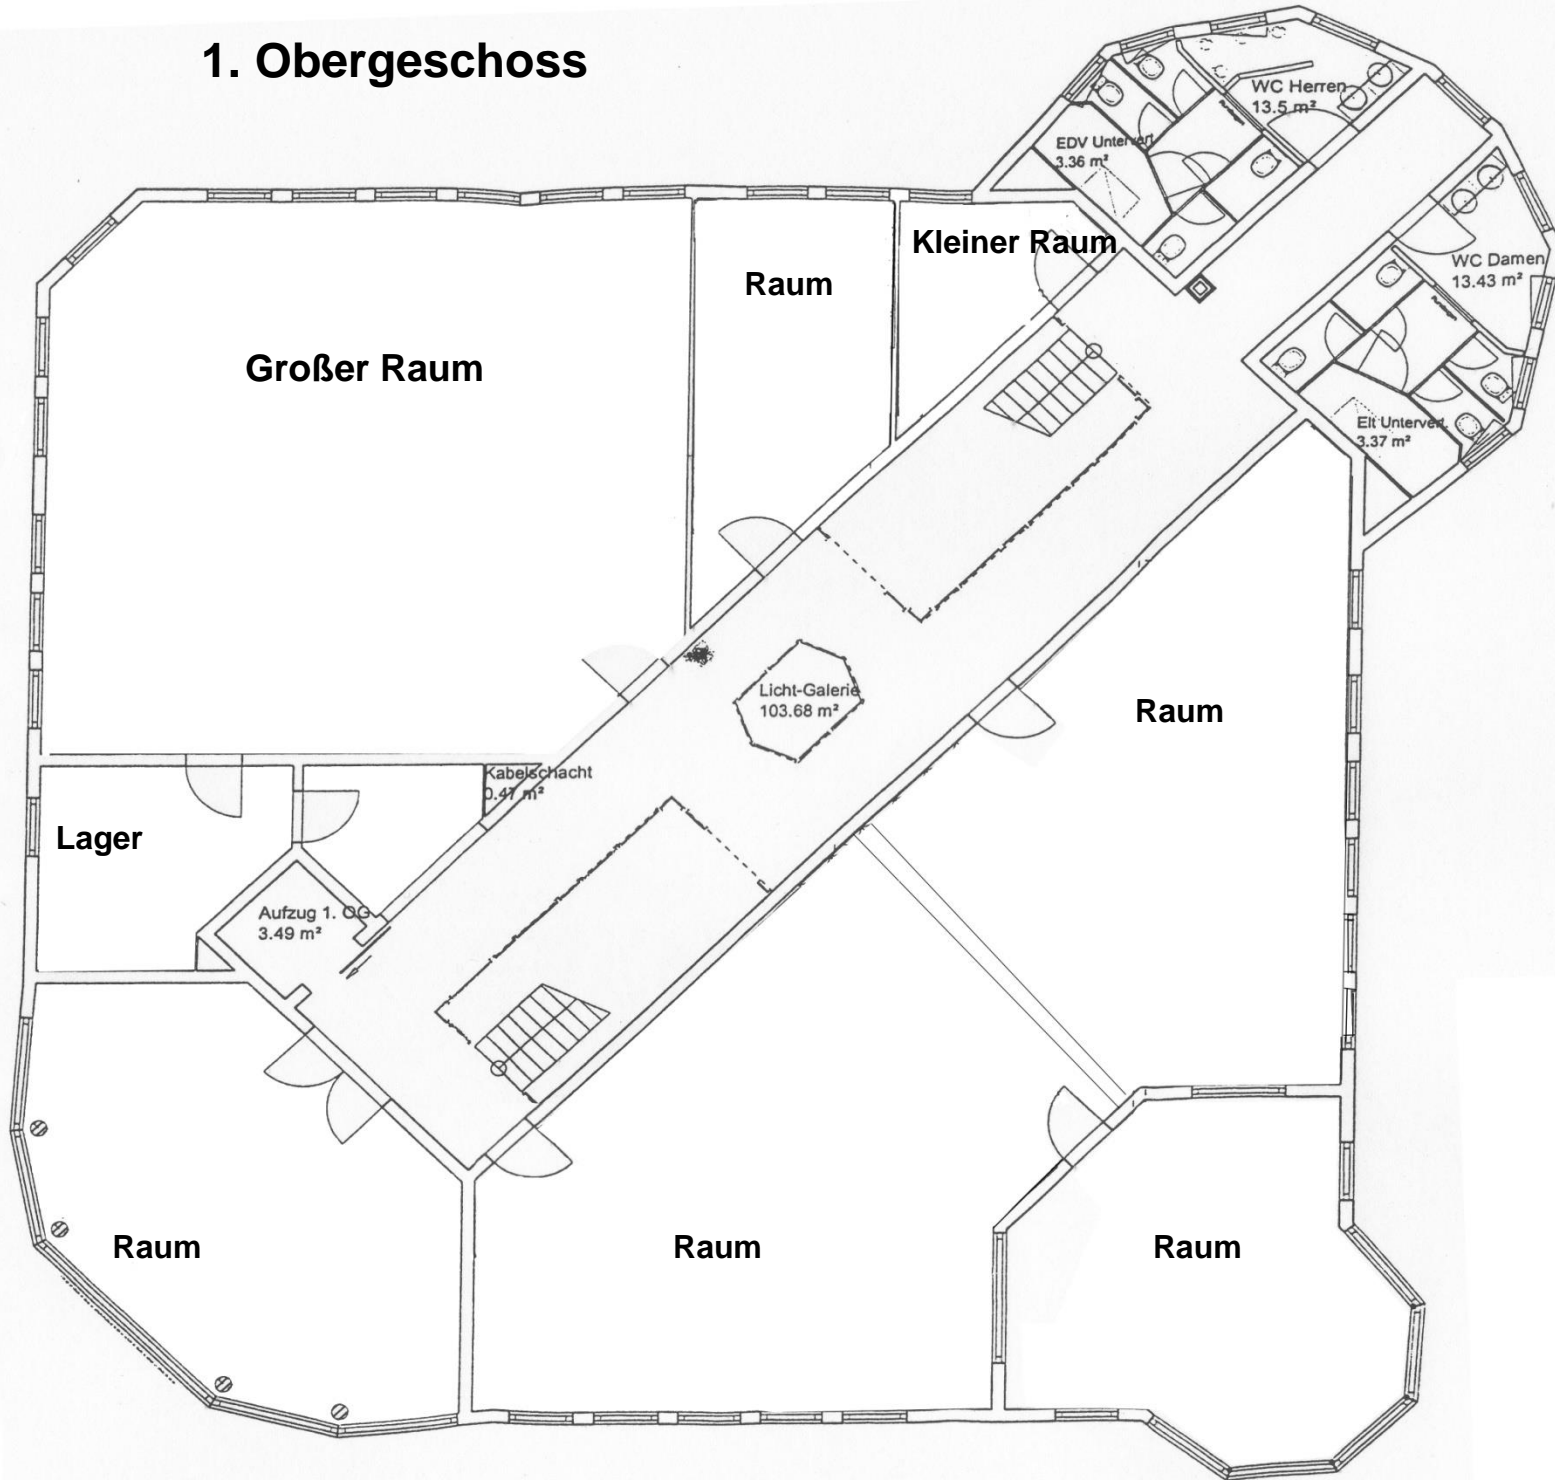 1. Obergeschoss
WC Herren
13.5 m²
EDV Untervert.
3.36 m²
Kleiner Raum
WC Damen
13.43 m²
Raum
Großer Raum
Elt Untervert.
3.37 m²
Licht-Galerie
103.68 m²
Raum
Kabelschacht
0.47 m²
Lager
Aufzug 1. OG
3.49 m²
Raum
Raum
Raum